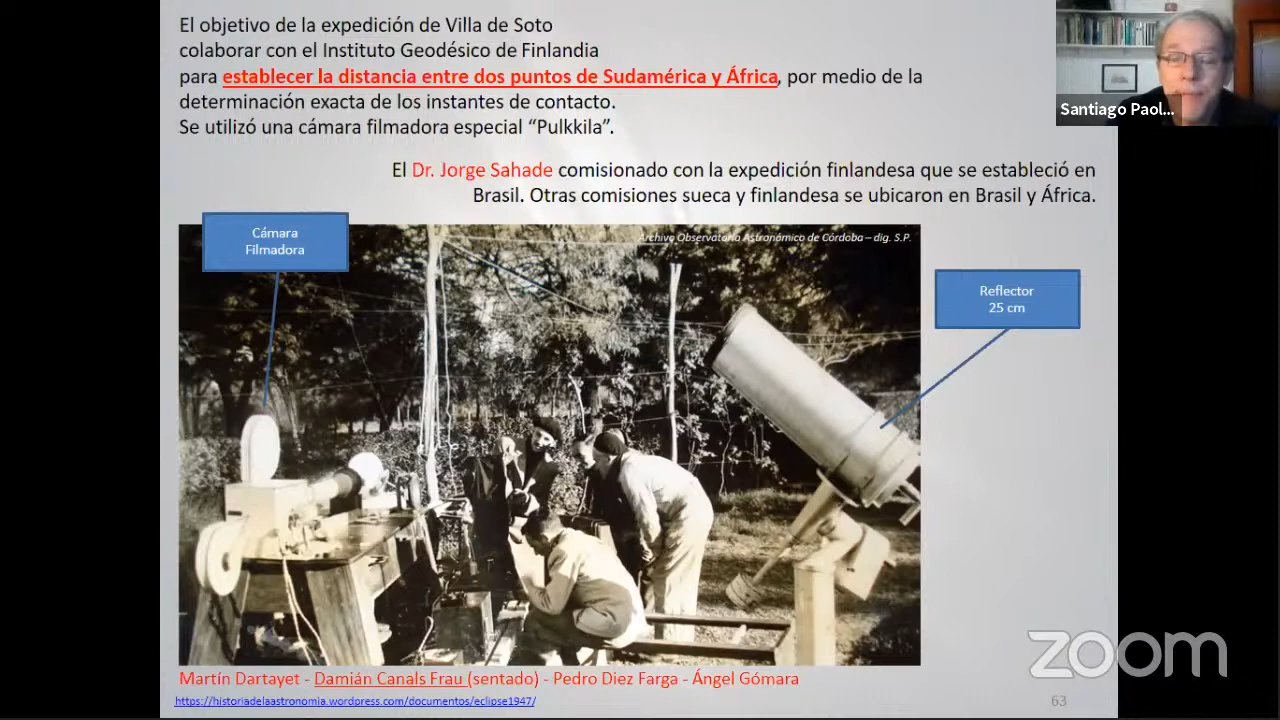 El objetivo de la expedición de Villa de Soto
colaborar con el Instituto Geodésico de Finlandia
para establecer la distancia entre dos puntos de Sudamérica y África, por medio de la
determinación exacta de los instantes de contacto.
Se utilizó una cámara filmadora especial “Pulkkila”.
Santiago Paol...
El Dr. Jorge Sahade comisionado con la expedición finlandesa que se estableció en
Brasil. Otras comisiones sueca y finlandesa se ubicaron en Brasil y África.
Cámara
Filmadora
Archivo Observatorio Astronómico de Córdoba – dig. S.P.
Reflector
25 cm
zoom
Martín Dartayet - Damián Canals Frau (sentado) - Pedro Diez Farga - Ángel Gómara
https://historiadelaastronomia.wordpress.com/documentos/eclipse1947/
63